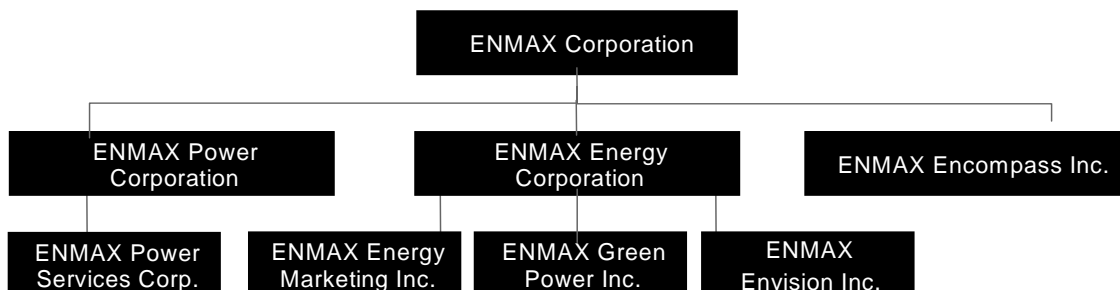 ENMAX Corporation
ENMAX Power
Corporation
ENMAX Energy
Corporation
ENMAX Encompass Inc.
ENMAX Power
Services Corp.
ENMAX Energy
Marketing Inc.
ENMAX Green
Power Inc.
ENMAX
Envision Inc.